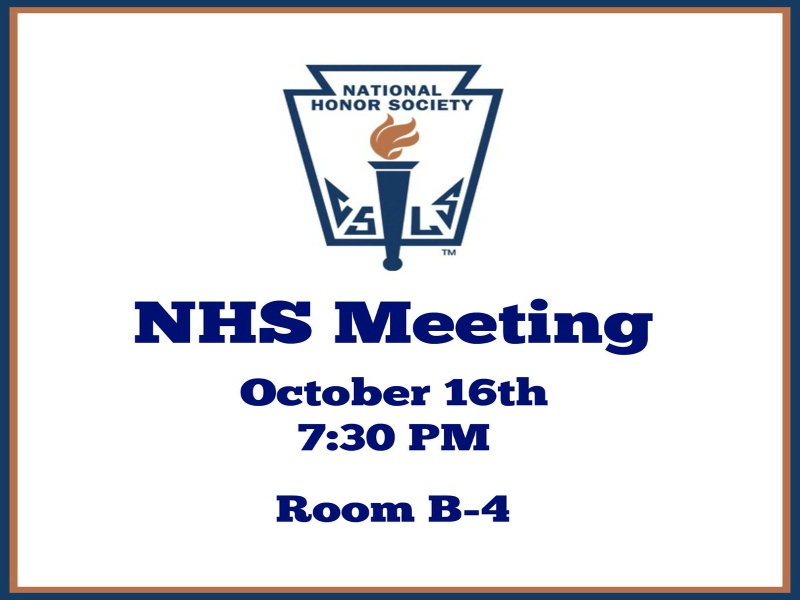 NATIONAL
HONOR SOCIETY
C S L S
TM
NHS Meeting
October 16th
7:30 PM
Room B-4